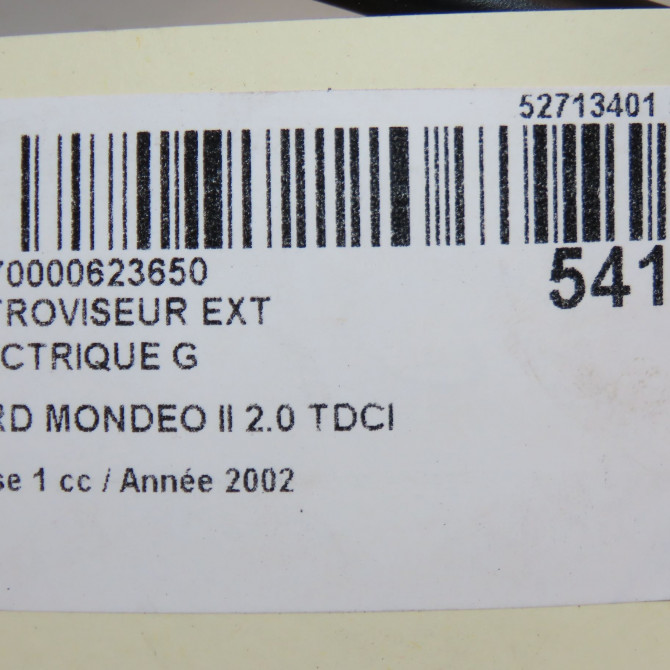 52713401
70000623650
541
TROVISEUR EXT
CTRIQUE G
RD MONDEO II 2.0 TDCI
se 1 cc / Année 2002